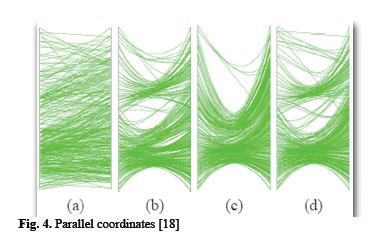 (a) (b) (c) (d)
Fig. 4. Parallel coordinates [18]